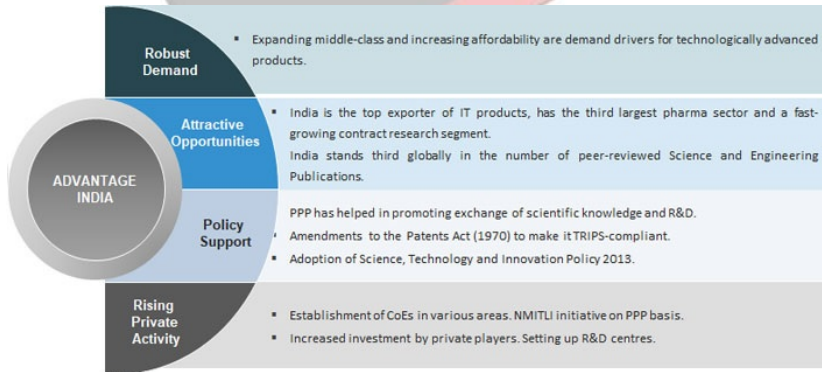 ADVANTAGE
INDIA
Robust
Demand
▪ Expanding middle-class and increasing affordability are demand drivers for technologically advanced
products.
Attractive
Opportunities
▪ India is the top exporter of IT products, has the third largest pharma sector and a fast-
growing contract research segment.
India stands third globally in the number of peer-reviewed Science and Engineering
Publications.
Policy
Support
PPP has helped in promoting exchange of scientific knowledge and R&D.
▪ Amendments to the Patents Act (1970) to make it TRIPS-compliant.
▪ Adoption of Science, Technology and Innovation Policy 2013.
Rising
Private
Activity
▪ Establishment of CoEs in various areas. NMITLI initiative on PPP basis.
▪ Increased investment by private players. Setting up R&D centres.